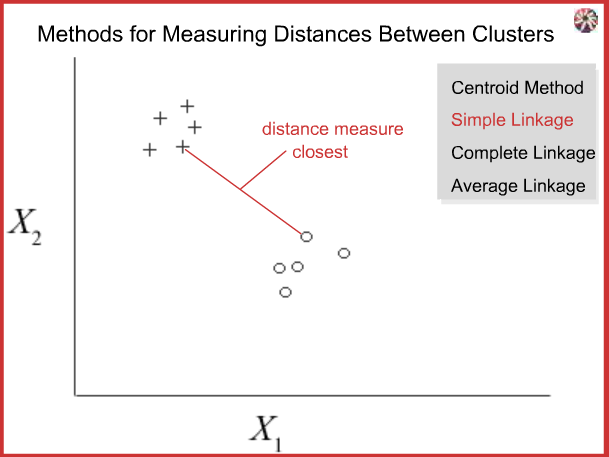 Methods for Measuring Distances Between Clusters
Centroid Method
Simple Linkage
Complete Linkage
Average Linkage
distance measure
closest
X₂
X₁